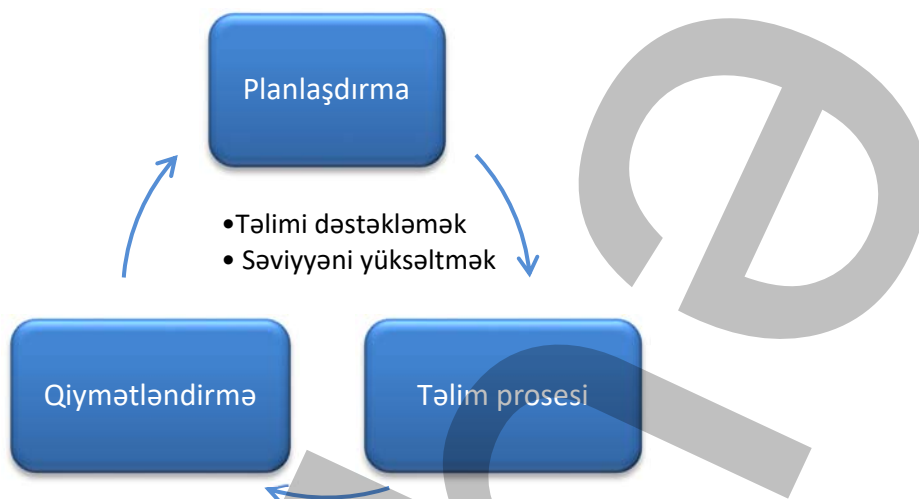 Planlaşdırma
•Təlimi dəstəkləmək
• Səviyyəni yüksəltmək
Qiymətləndirmə
Təlim prosesi